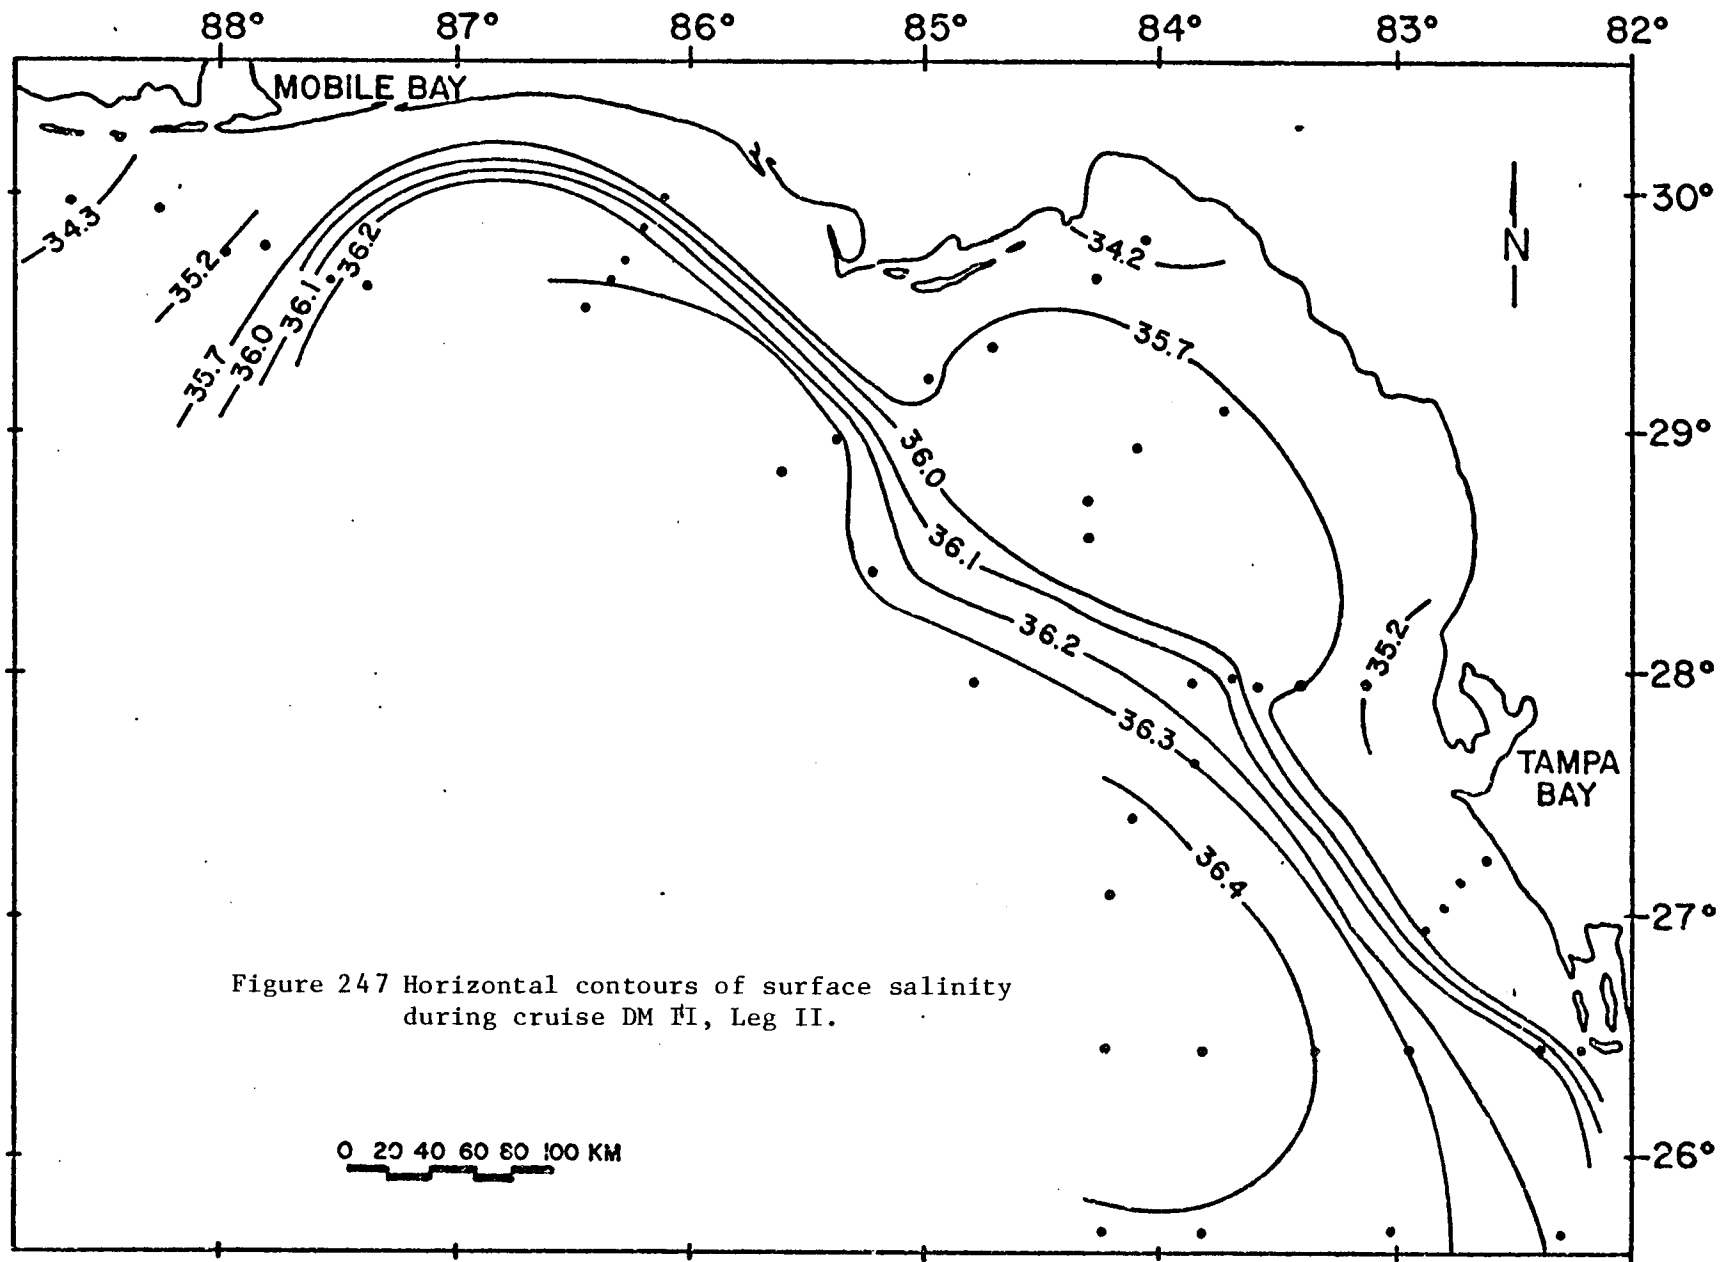 88° 87° 86° 85° 84° 83° 82°
MOBILE BAY
30°
N
34.3
35.2
36.2
36.1
36.0
35.7
34.2
35.7
29°
36.0
36.1
36.2
35.2
28°
36.3
TAMPA
BAY
36.4
27°
Figure 247 Horizontal contours of surface salinity
during cruise DM II, Leg II.
0 20 40 60 80 100 KM
26°